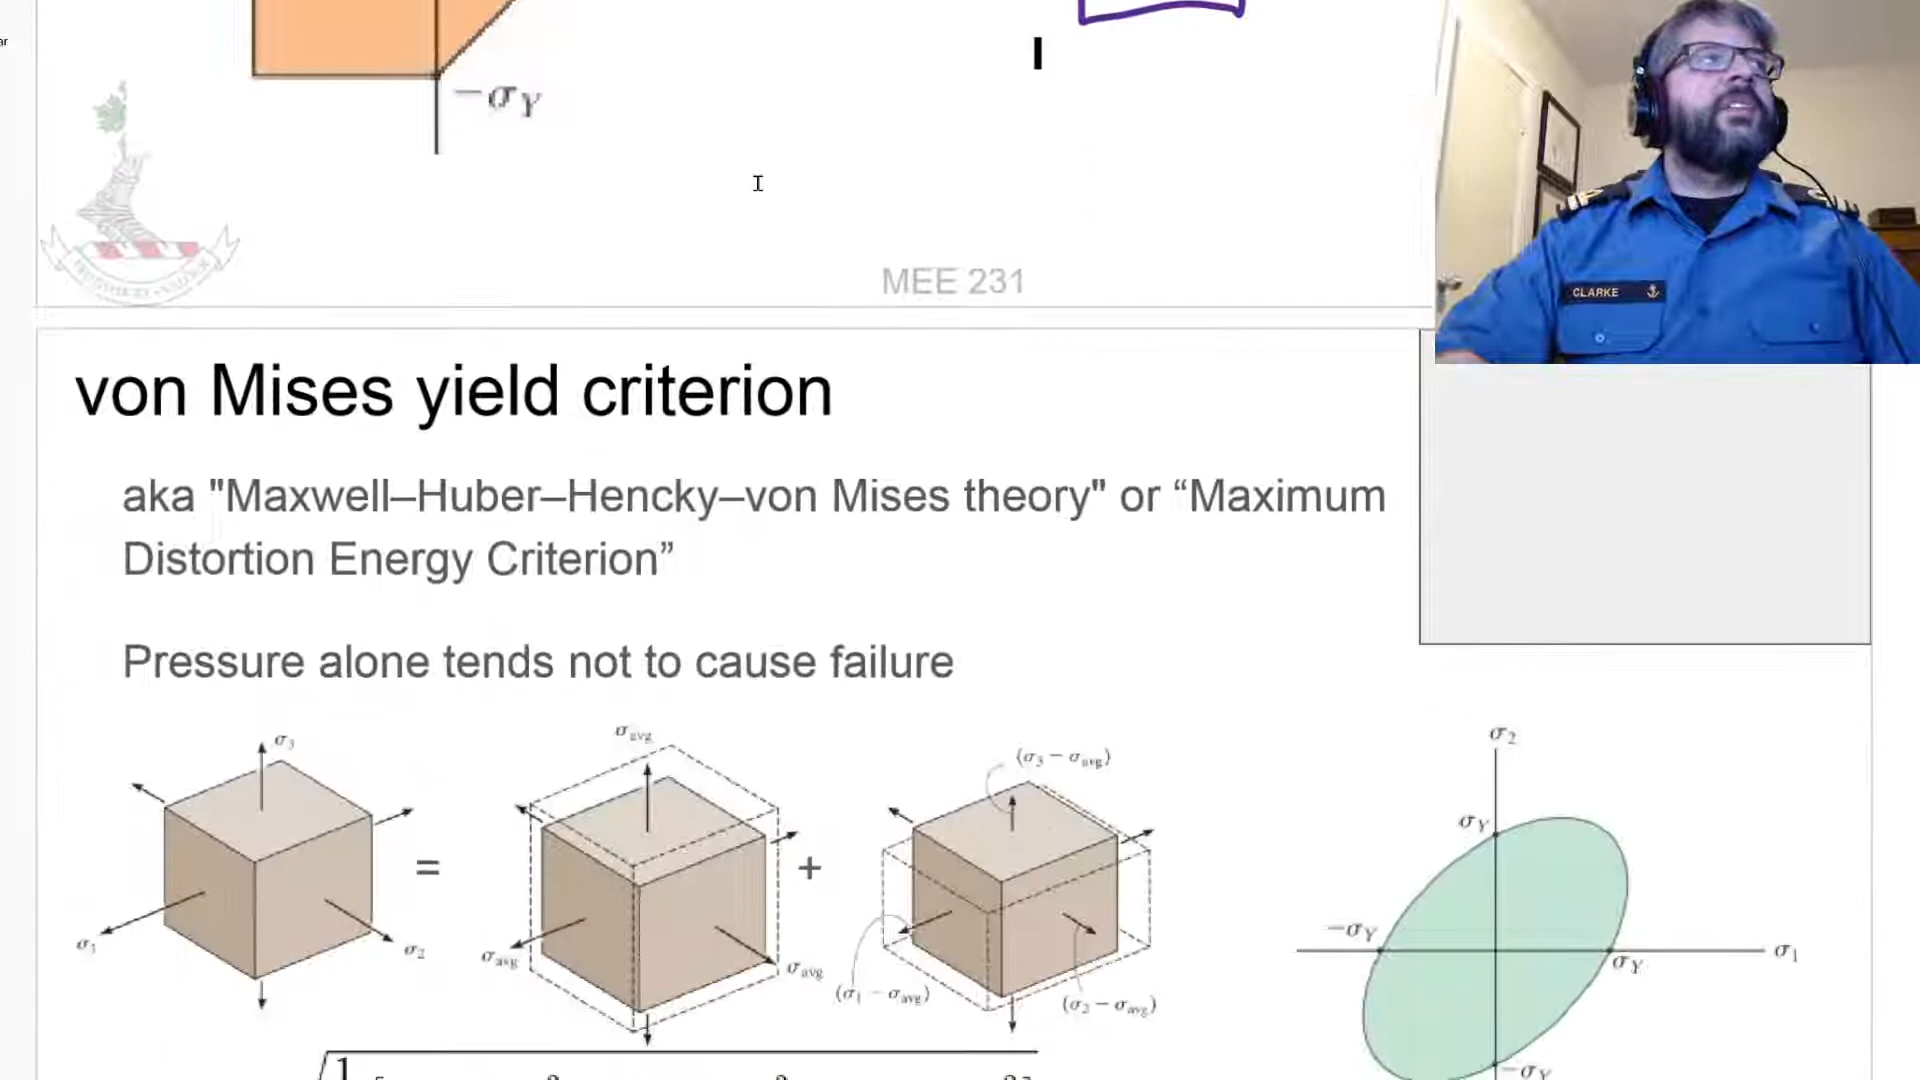 ar
−σY
MEE 231
CLARKE
von Mises yield criterion
aka "Maxwell–Huber–Hencky–von Mises theory" or “Maximum
Distortion Energy Criterion”
Pressure alone tends not to cause failure
σ3
σ1
σ2
=
σavg
σavg
σavg
+
(σ3 − σavg)
(σ1 − σavg)
(σ2 − σavg)
σ2
σY
−σY
σY
σ1
−σY